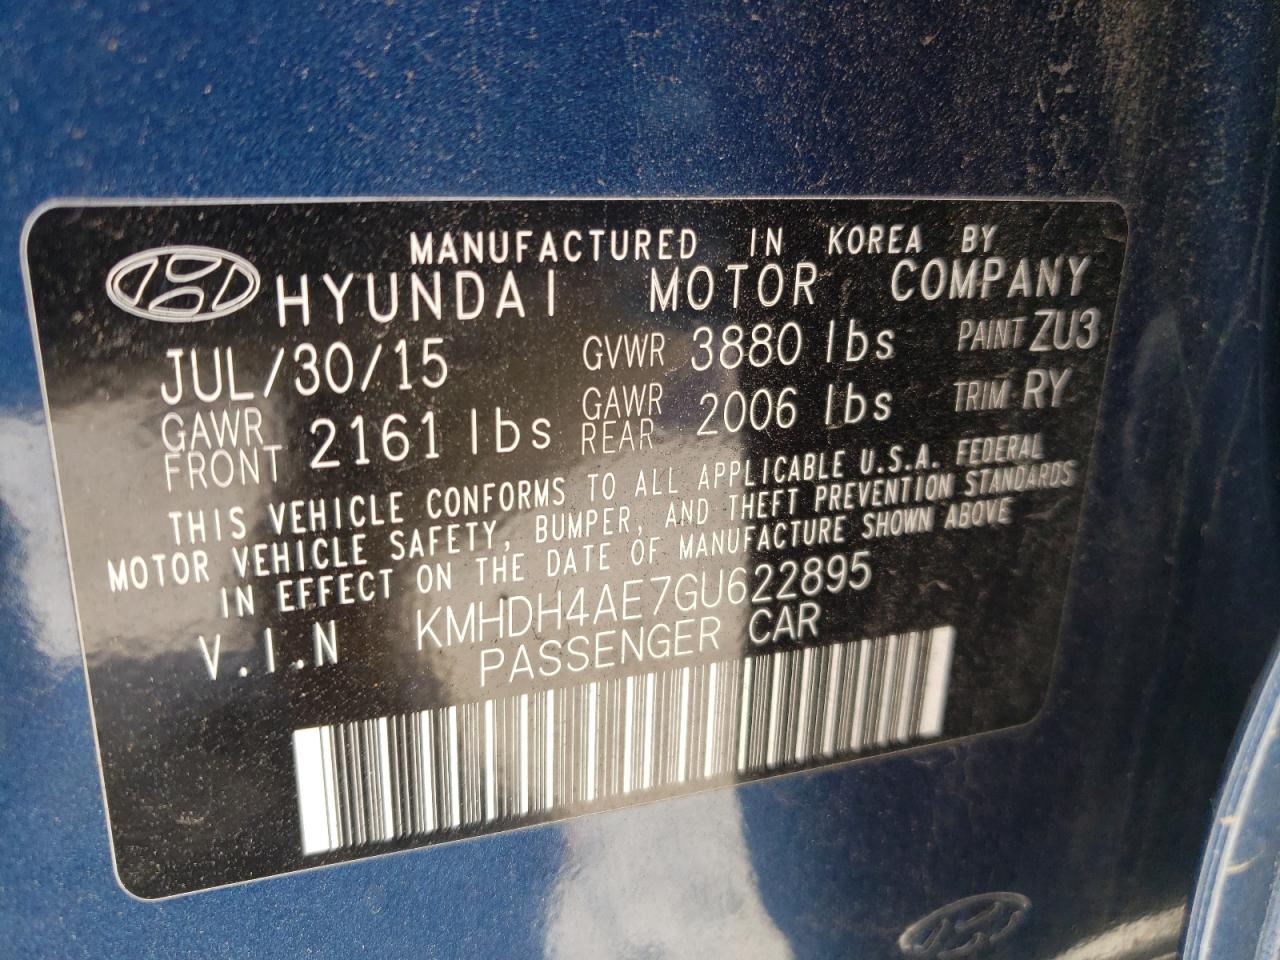 MANUFACTURED IN KOREA BY
HYUNDAI MOTOR COMPANY
JUL/30/15 GVWR 3880 lbs PAINT ZU3
GAWR FRONT 2161 lbs GAWR REAR 2006 lbs TRIM RY
THIS VEHICLE CONFORMS TO ALL APPLICABLE U.S.A. FEDERAL
MOTOR VEHICLE SAFETY, BUMPER, AND THEFT PREVENTION STANDARDS
IN EFFECT ON THE DATE OF MANUFACTURE SHOWN ABOVE
V.I.N KMHDH4AE7GU622895
PASSENGER CAR